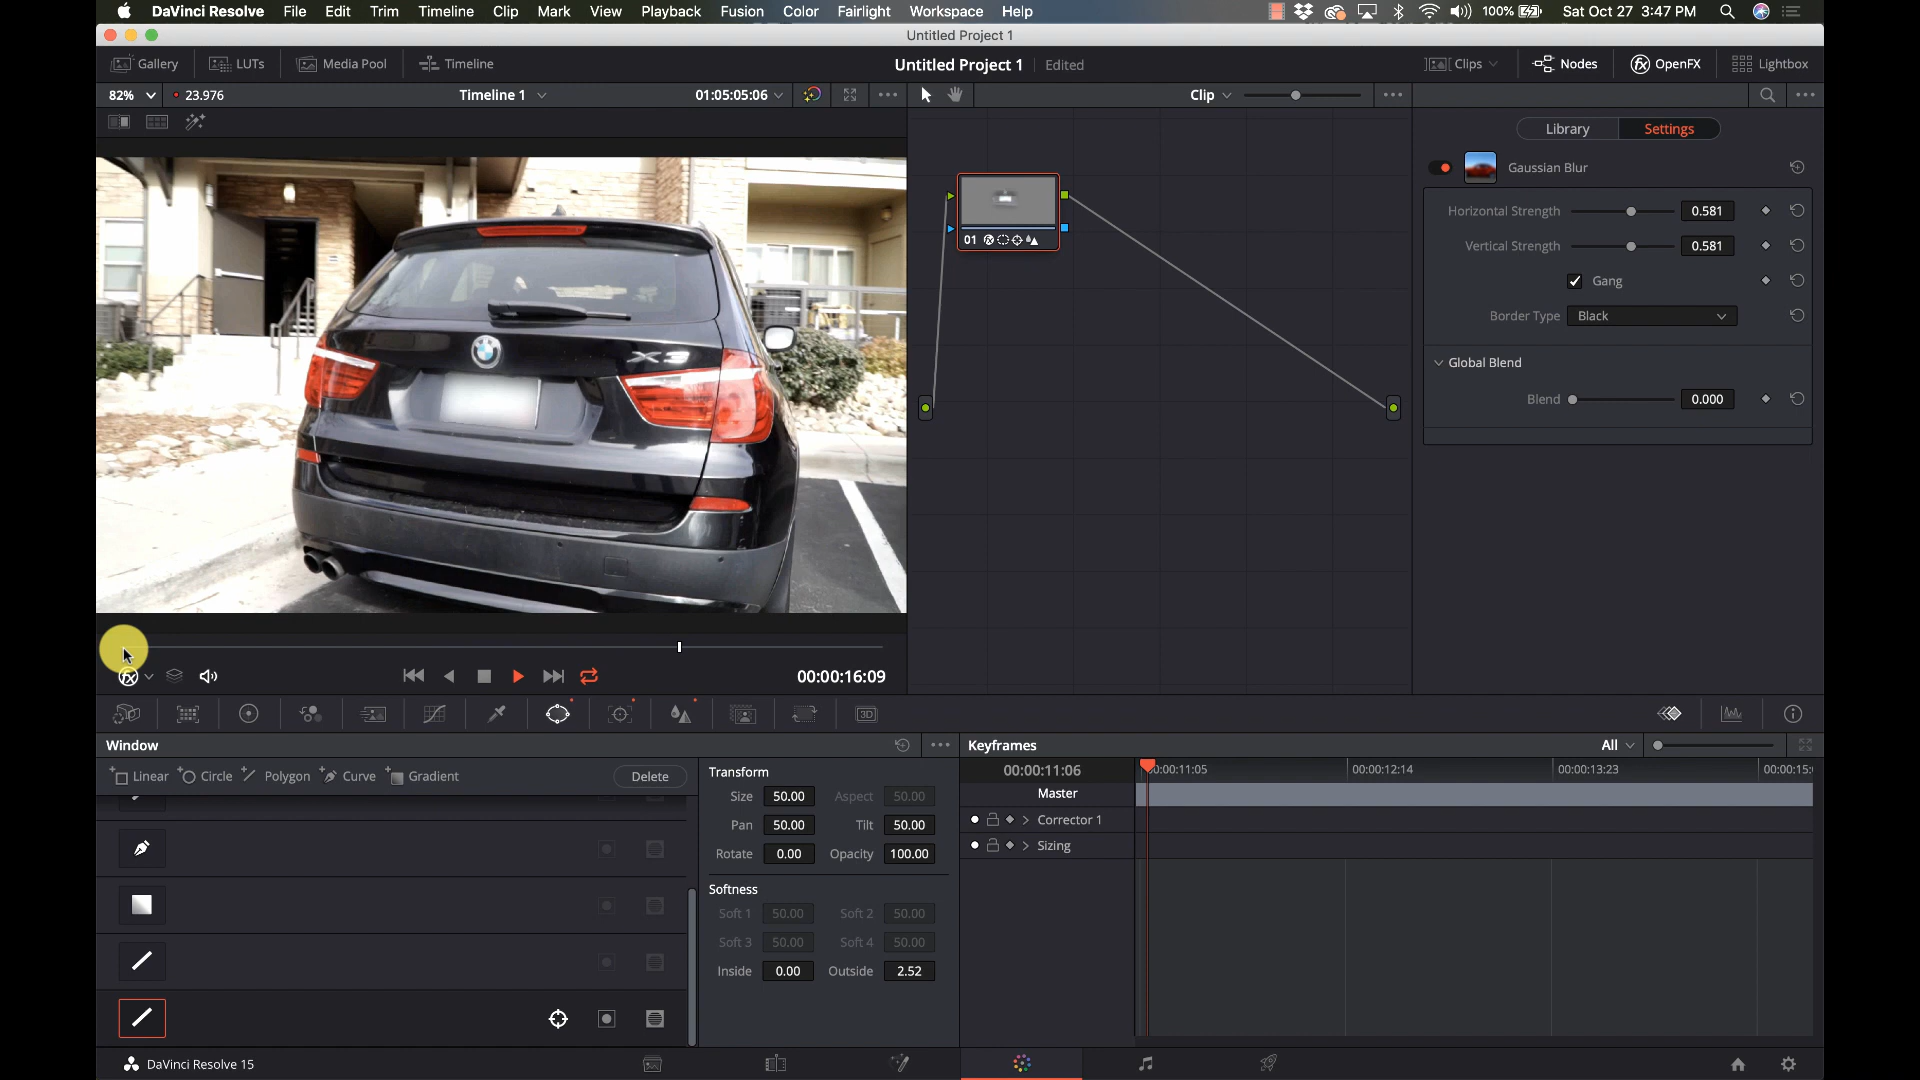 DaVinci Resolve File Edit Trim Timeline Clip Mark View Playback Fusion Color Fairlight Workspace Help 100% Sat Oct 27 3:47 PM
Untitled Project 1
Gallery LUTs Media Pool Timeline Untitled Project 1 Edited Clips Nodes OpenFX Lightbox
82% 23.976 Timeline 1 01:05:05:06 Clip
Library Settings
Gaussian Blur
Horizontal Strength 0.581
Vertical Strength 0.581
Gang
Border Type Black
Global Blend
Blend 0.000
01
X3
00:00:16:09
3D
Window
Linear Circle Polygon Curve Gradient Delete
Transform
Size 50.00 Aspect 50.00
Pan 50.00 Tilt 50.00
Rotate 0.00 Opacity 100.00
Softness
Soft 1 50.00 Soft 2 50.00
Soft 3 50.00 Soft 4 50.00
Inside 0.00 Outside 2.52
Keyframes All
00:00:11:06 00:00:11:05 00:00:12:14 00:00:13:23
Master
Corrector 1
Sizing
DaVinci Resolve 15